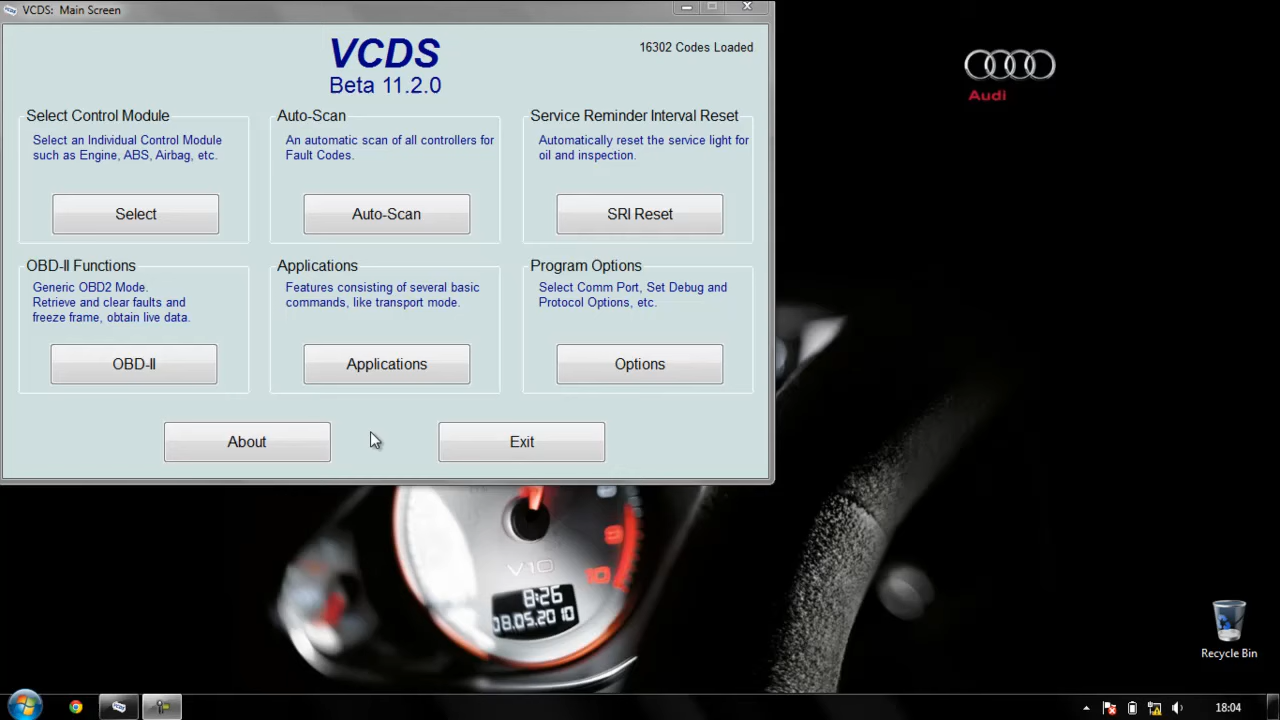 VCDS: Main Screen
VCDS
Beta 11.2.0
16302 Codes Loaded
Select Control Module
Select an Individual Control Module
such as Engine, ABS, Airbag, etc.
Select
Auto-Scan
An automatic scan of all controllers for
Fault Codes.
Auto-Scan
Service Reminder Interval Reset
Automatically reset the service light for
oil and inspection.
SRI Reset
OBD-II Functions
Generic OBD2 Mode.
Retrieve and clear faults and
freeze frame, obtain live data.
OBD-II
Applications
Features consisting of several basic
commands, like transport mode.
Applications
Program Options
Select Comm Port, Set Debug and
Protocol Options, etc.
Options
About
Exit
Audi
9
10
V10
8:26
08.05.2010
Recycle Bin
18:04